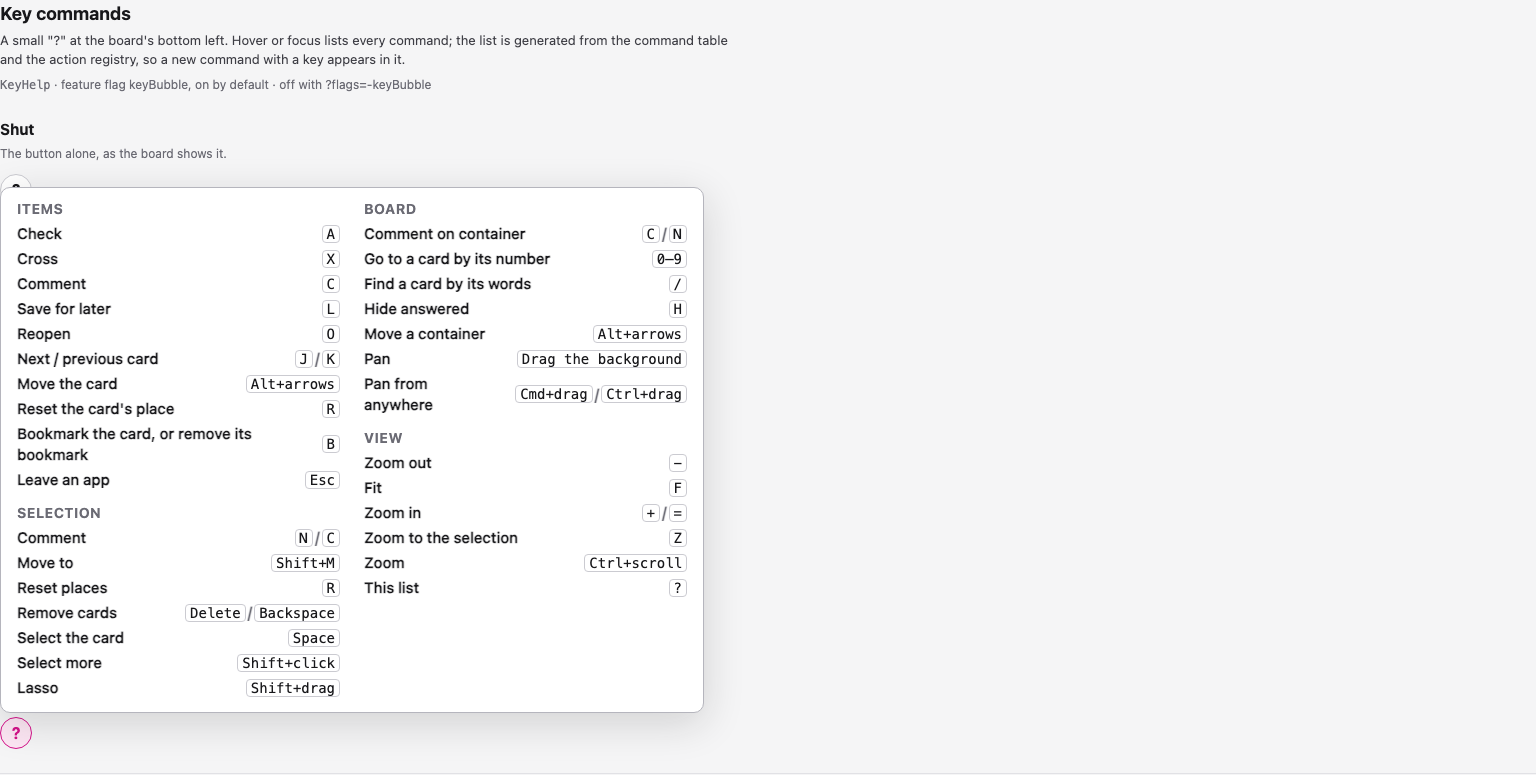 Key commands
A small "?" at the board's bottom left. Hover or focus lists every command; the list is generated from the command table
and the action registry, so a new command with a key appears in it.
KeyHelp · feature flag keyBubble, on by default · off with ?flags=-keyBubble
Shut
The button alone, as the board shows it.
ITEMS
Check A
Cross X
Comment C
Save for later L
Reopen O
Next / previous card J / K
Move the card Alt+arrows
Reset the card's place R
Bookmark the card, or remove its
bookmark B
Leave an app Esc
SELECTION
Comment N / C
Move to Shift+M
Reset places R
Remove cards Delete / Backspace
Select the card Space
Select more Shift+click
Lasso Shift+drag
BOARD
Comment on container C / N
Go to a card by its number 0–9
Find a card by its words /
Hide answered H
Move a container Alt+arrows
Pan Drag the background
Pan from
anywhere Cmd+drag / Ctrl+drag
VIEW
Zoom out –
Fit F
Zoom in + / =
Zoom to the selection Z
Zoom Ctrl+scroll
This list ?
?